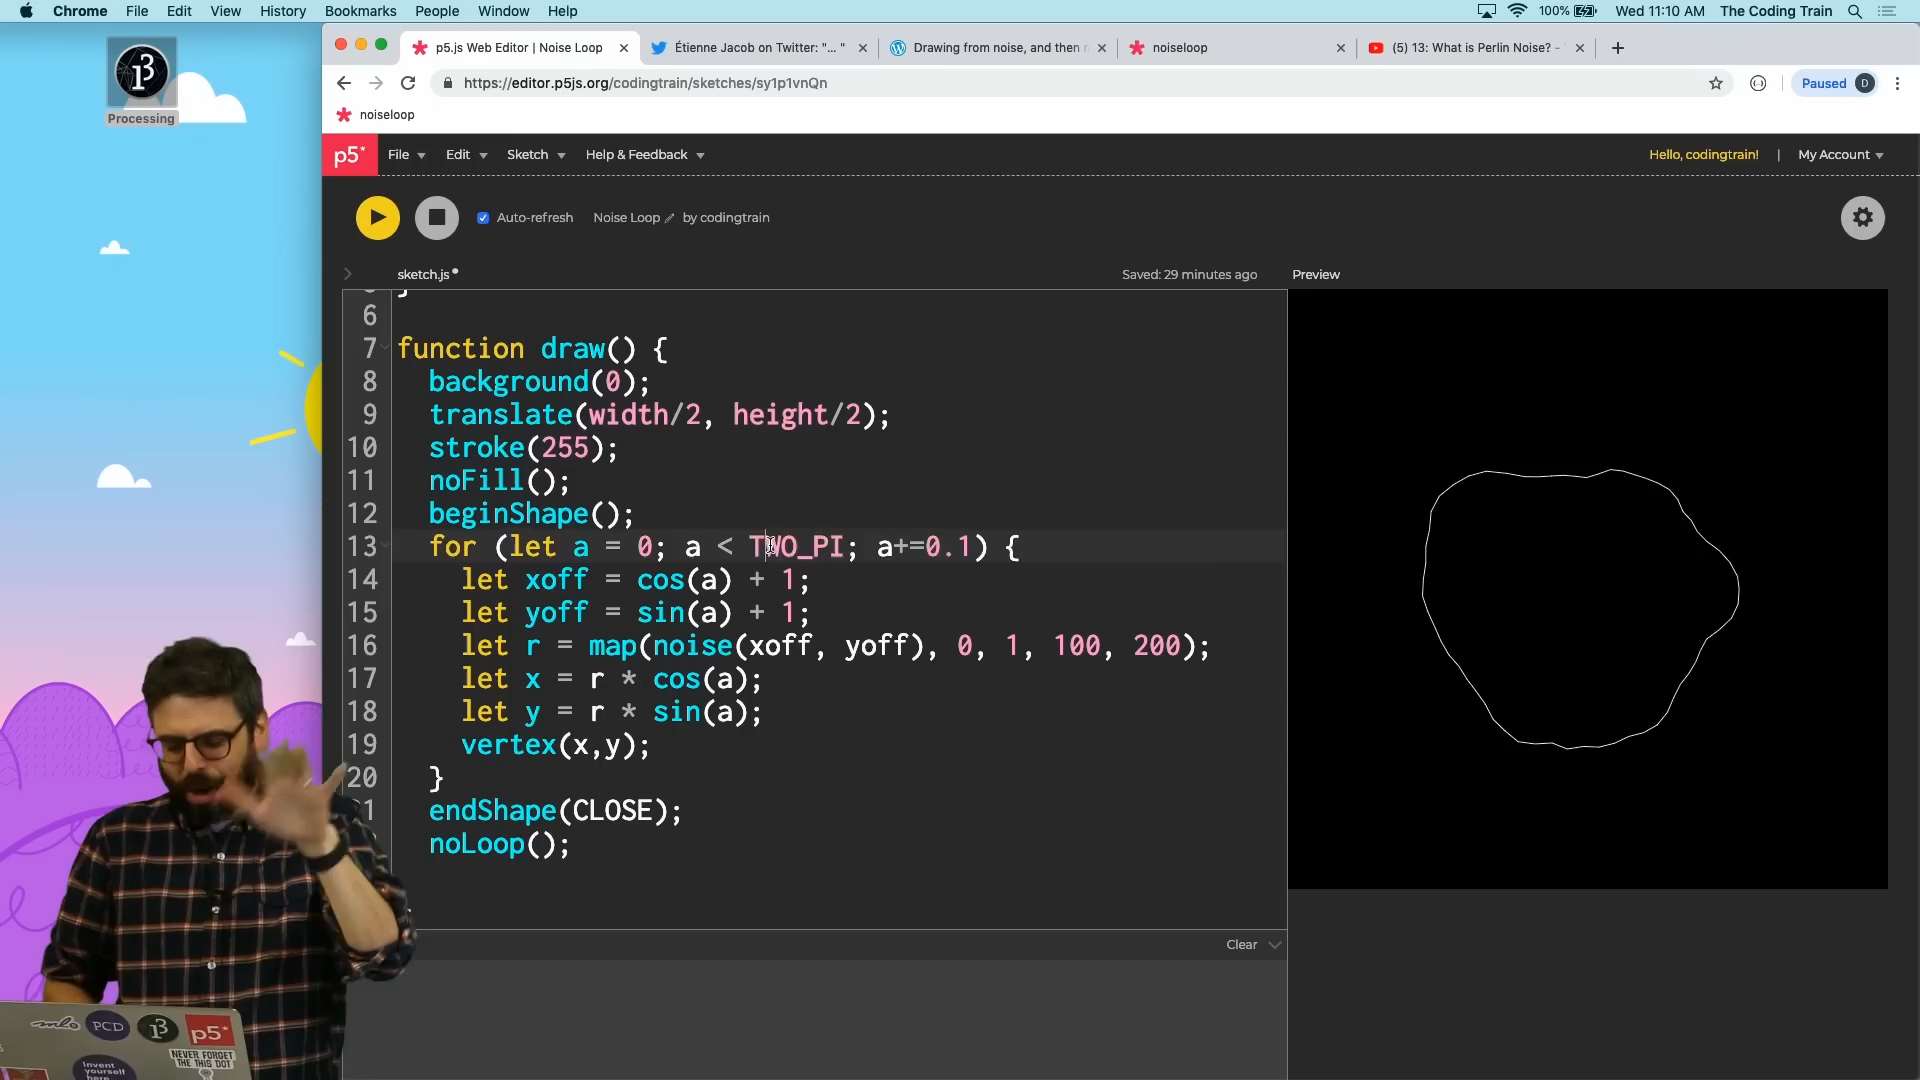 Chrome File Edit View History Bookmarks People Window Help
100% Wed 11:10 AM The Coding Train
Processing
p5.js Web Editor | Noise Loop
Étienne Jacob on Twitter: "... "
Drawing from noise, and then
noiseloop
(5) 13: What is Perlin Noise? -
https://editor.p5js.org/codingtrain/sketches/sy1p1vnQn
Paused D
noiseloop
p5* File Edit Sketch Help & Feedback
Hello, codingtrain! | My Account
Auto-refresh Noise Loop by codingtrain
sketch.js
Saved: 29 minutes ago
Preview
}
6
7 function draw() {
8 background(0);
9 translate(width/2, height/2);
10 stroke(255);
11 noFill();
12 beginShape();
13 for (let a = 0; a < TWO_PI; a+=0.1) {
14 let xoff = cos(a) + 1;
15 let yoff = sin(a) + 1;
16 let r = map(noise(xoff, yoff), 0, 1, 100, 200);
17 let x = r * cos(a);
18 let y = r * sin(a);
19 vertex(x,y);
20 }
endShape(CLOSE);
noLoop();
Clear
PCD
p5*
NEVER FORGET
THE THIS DOT
Invent
yourself
here